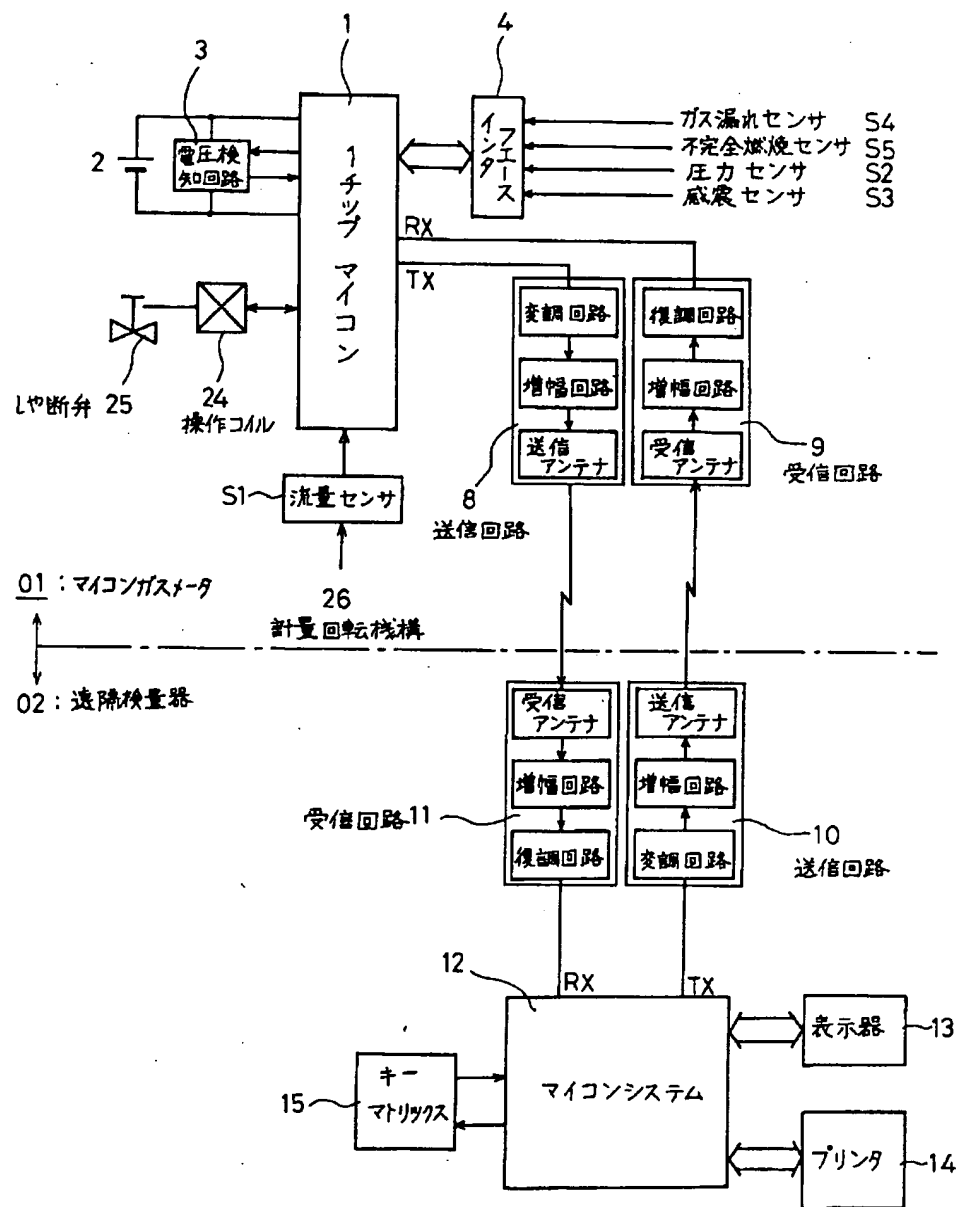 1
4
3
2
電圧検
知回路
1チップ マイコン
インタ
フエース
ガス漏れセンサ S4
不完全燃焼センサ S5
圧力センサ S2
感震センサ S3
RX
TX
変調回路
増幅回路
送信
アンテナ
復調回路
増幅回路
受信
アンテナ
しや断弁 25
24
操作コイル
8
送信回路
9
受信回路
S1
流量センサ
26
計量回転機構
01:マイコンガスメータ
02:遠隔検量器
受信
アンテナ
増幅回路
復調回路
受信回路11
送信
アンテナ
増幅回路
変調回路
10
送信回路
12
RX
TX
マイコンシステム
15
キー
マトリックス
表示器
13
プリンタ
14